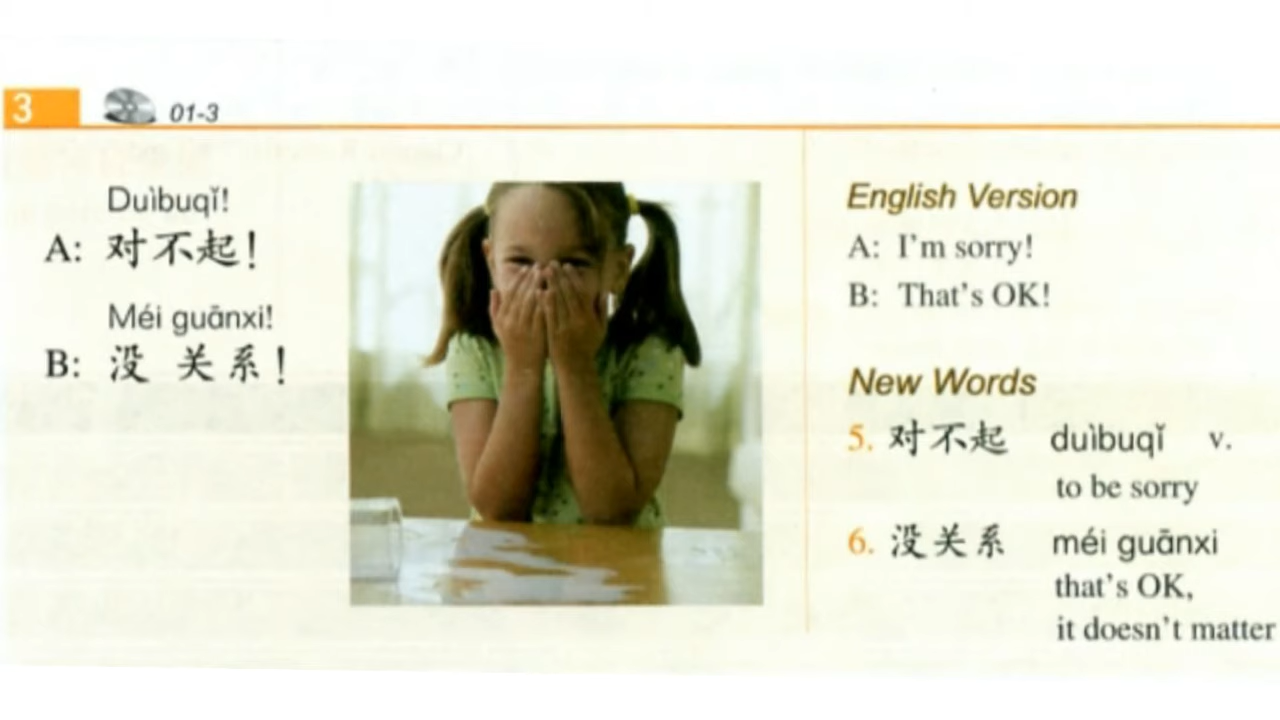 3
01-3
Duìbuqǐ!
A: 对不起!
Méi guānxi!
B: 没 关系!
English Version
A: I'm sorry!
B: That's OK!
New Words
5. 对不起 duìbuqǐ v.
to be sorry
6. 没关系 méi guānxi
that's OK,
it doesn't matter